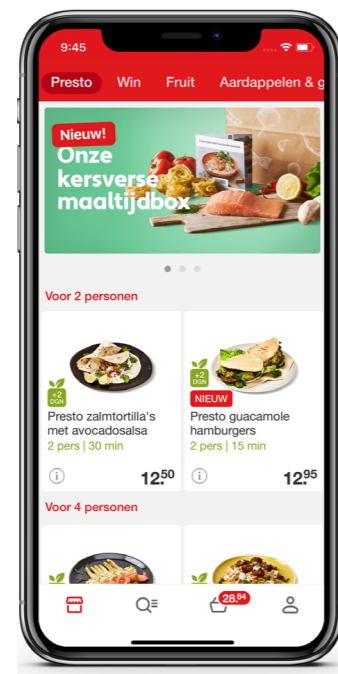 9:45
Presto Win Fruit Aardappelen & g
Nieuw!
Onze
kersverse
maaltijdbox
Voor 2 personen
+2
DGN
Presto zalmtortilla's
met avocadosalsa
2 pers | 30 min
12.50
+2
DGN
NIEUW
Presto guacamole
hamburgers
2 pers | 15 min
12.95
Voor 4 personen
28.84